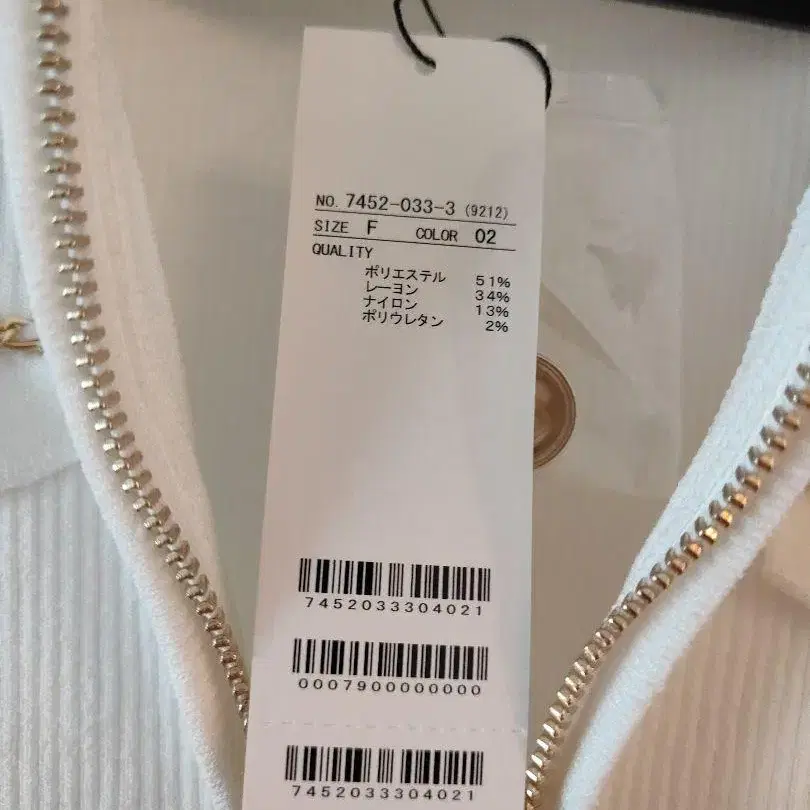 NO. 7452-033-3 (9212)
SIZE F COLOR 02
QUALITY
ポリエステル 51%
レーヨン 34%
ナイロン 13%
ポリウレタン 2%
7452033304021
0007900000000
7452033304021